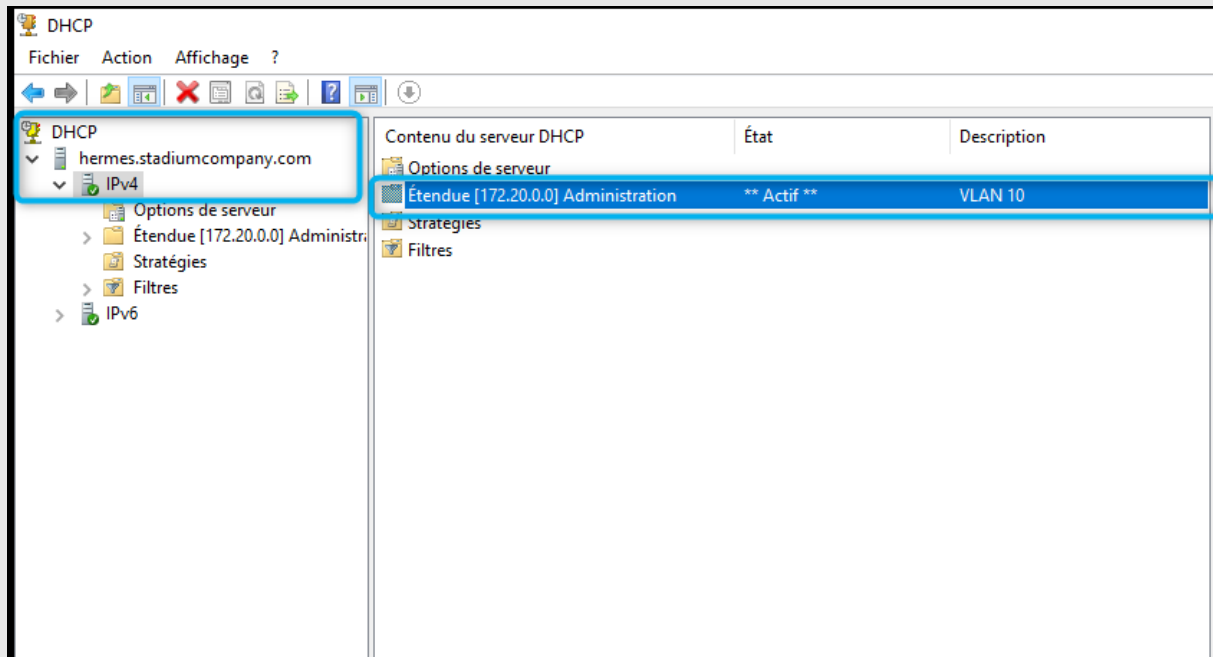 DHCP
Fichier Action Affichage ?
DHCP
hermes.stadiumcompany.com
IPv4
Options de serveur
Étendue [172.20.0.0] Administra
Stratégies
Filtres
IPv6
Contenu du serveur DHCP État Description
Options de serveur
Étendue [172.20.0.0] Administration ** Actif ** VLAN 10
Stratégies
Filtres